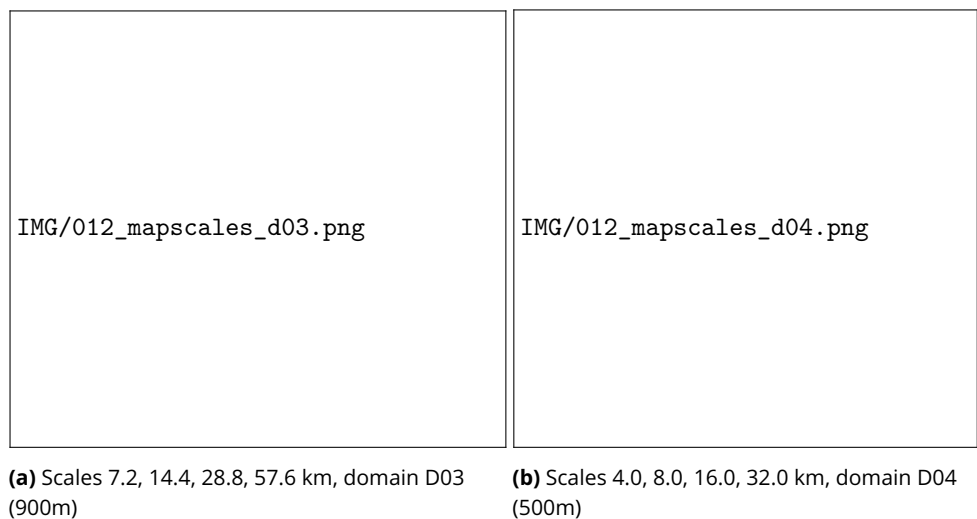 IMG/012_mapscales_d03.png
IMG/012_mapscales_d04.png
(a) Scales 7.2, 14.4, 28.8, 57.6 km, domain D03
(900m)
(b) Scales 4.0, 8.0, 16.0, 32.0 km, domain D04
(500m)